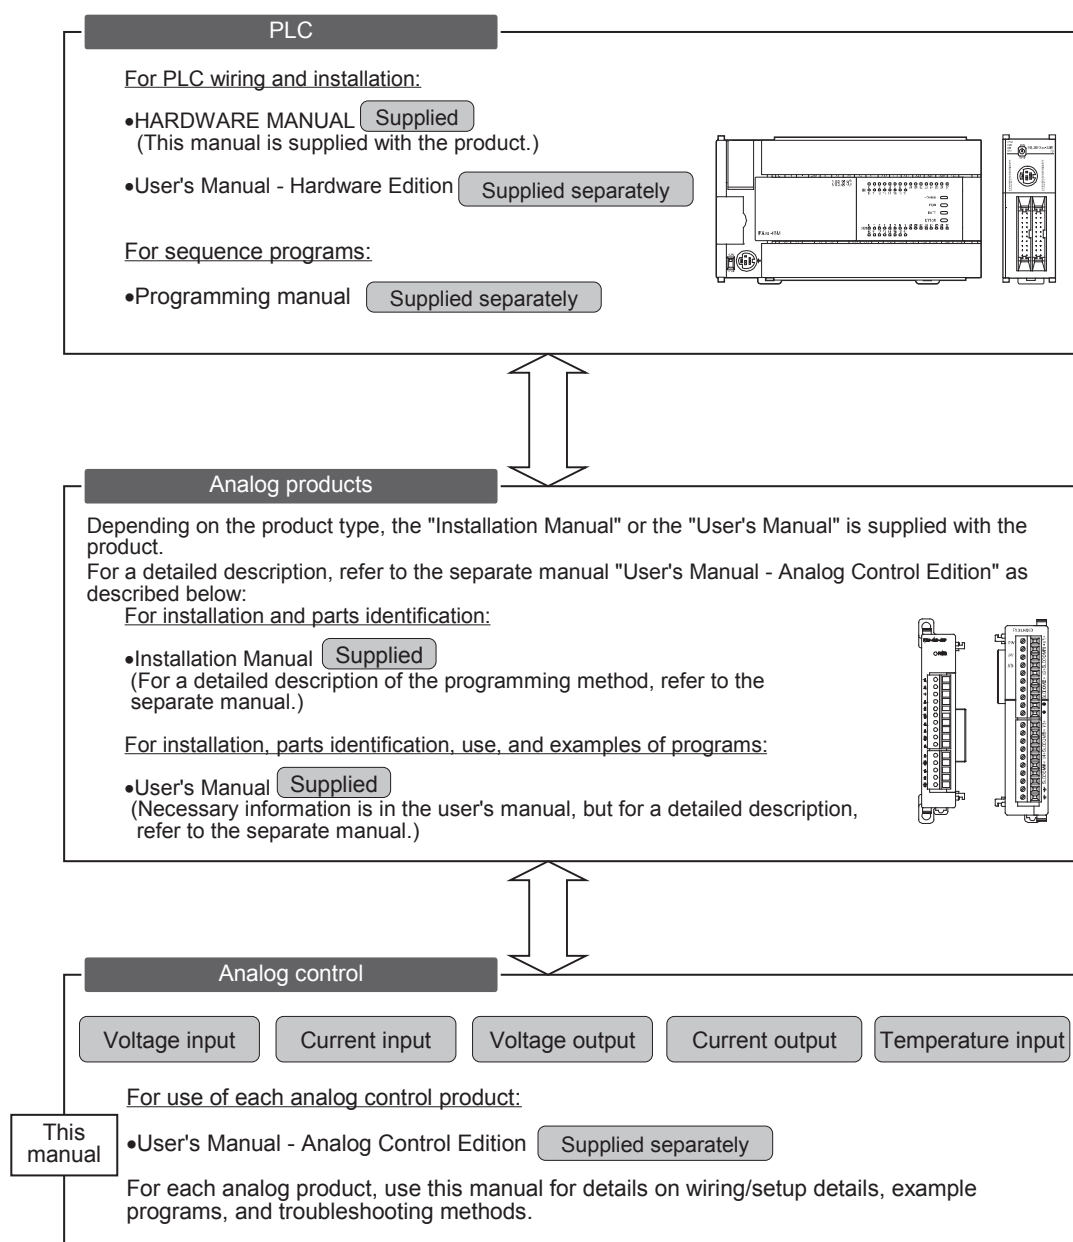 PLC
For PLC wiring and installation:
•HARDWARE MANUAL Supplied
(This manual is supplied with the product.)
•User's Manual - Hardware Edition Supplied separately
For sequence programs:
•Programming manual Supplied separately
Analog products
Depending on the product type, the "Installation Manual" or the "User's Manual" is supplied with the
product.
For a detailed description, refer to the separate manual "User's Manual - Analog Control Edition" as
described below:
For installation and parts identification:
•Installation Manual Supplied
(For a detailed description of the programming method, refer to the
separate manual.)
For installation, parts identification, use, and examples of programs:
•User's Manual Supplied
(Necessary information is in the user's manual, but for a detailed description,
refer to the separate manual.)
Analog control
Voltage input Current input Voltage output Current output Temperature input
For use of each analog control product:
This
manual
•User's Manual - Analog Control Edition Supplied separately
For each analog product, use this manual for details on wiring/setup details, example
programs, and troubleshooting methods.